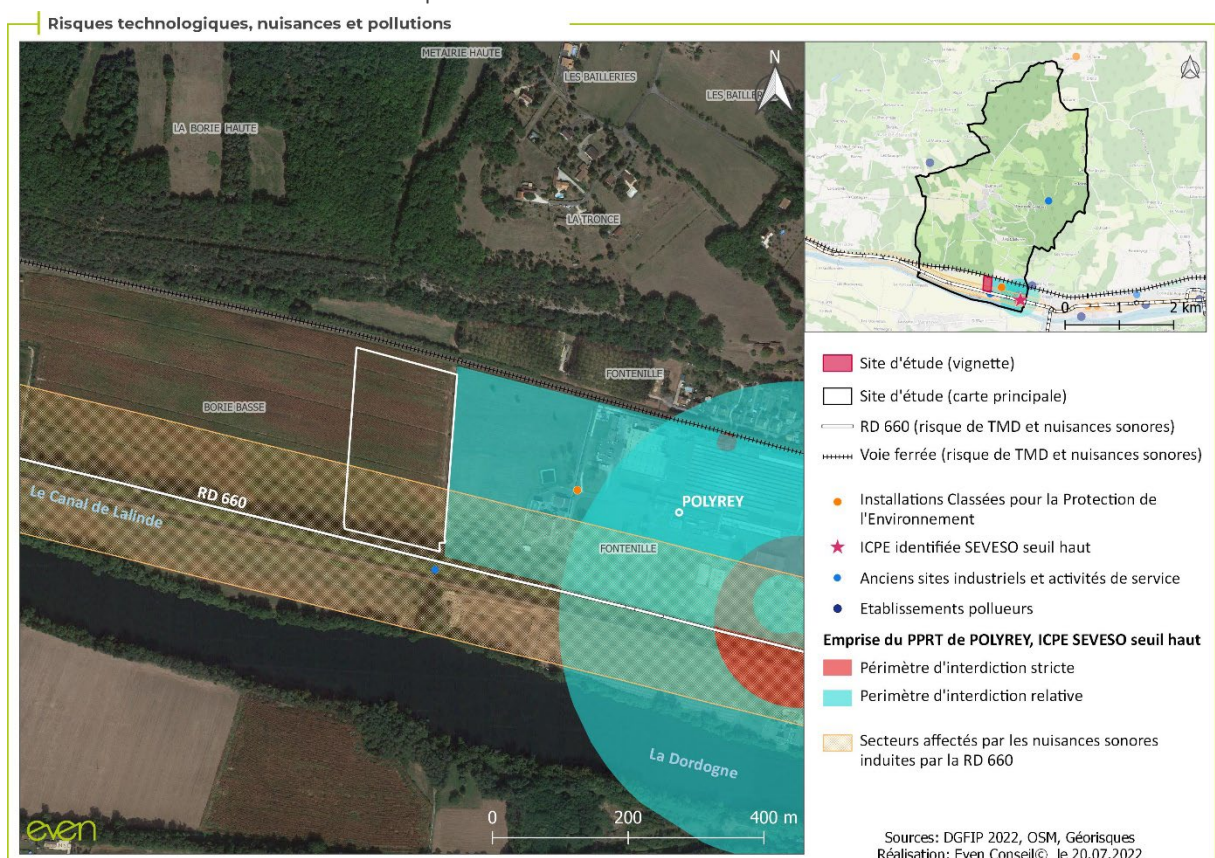 Risques technologiques, nuisances et pollutions
METAIRIE HAUTE
LES BAILLERIES
LES BAILLE
LA BORIE HAUTE
LA TRONCE
N
FONTENILLE
BORIE BASSE
RD 660
Le Canal de Lalinde
POLYREY
FONTENILLE
La Dordogne
0 200 400 m
even
0 1 2 km
Site d'étude (vignette)
Site d'étude (carte principale)
RD 660 (risque de TMD et nuisances sonores)
Voie ferrée (risque de TMD et nuisances sonores)
Installations Classées pour la Protection de
l'Environnement
ICPE identifiée SEVESO seuil haut
Anciens sites industriels et activités de service
Etablissements pollueurs
Emprise du PPRT de POLYREY, ICPE SEVESO seuil haut
Périmètre d'interdiction stricte
Perimètre d'interdiction relative
Secteurs affectés par les nuisances sonores
induites par la RD 660
Sources: DGFIP 2022, OSM, Géorisques
Réalisation: Even Conseil©, le 20.07.2022